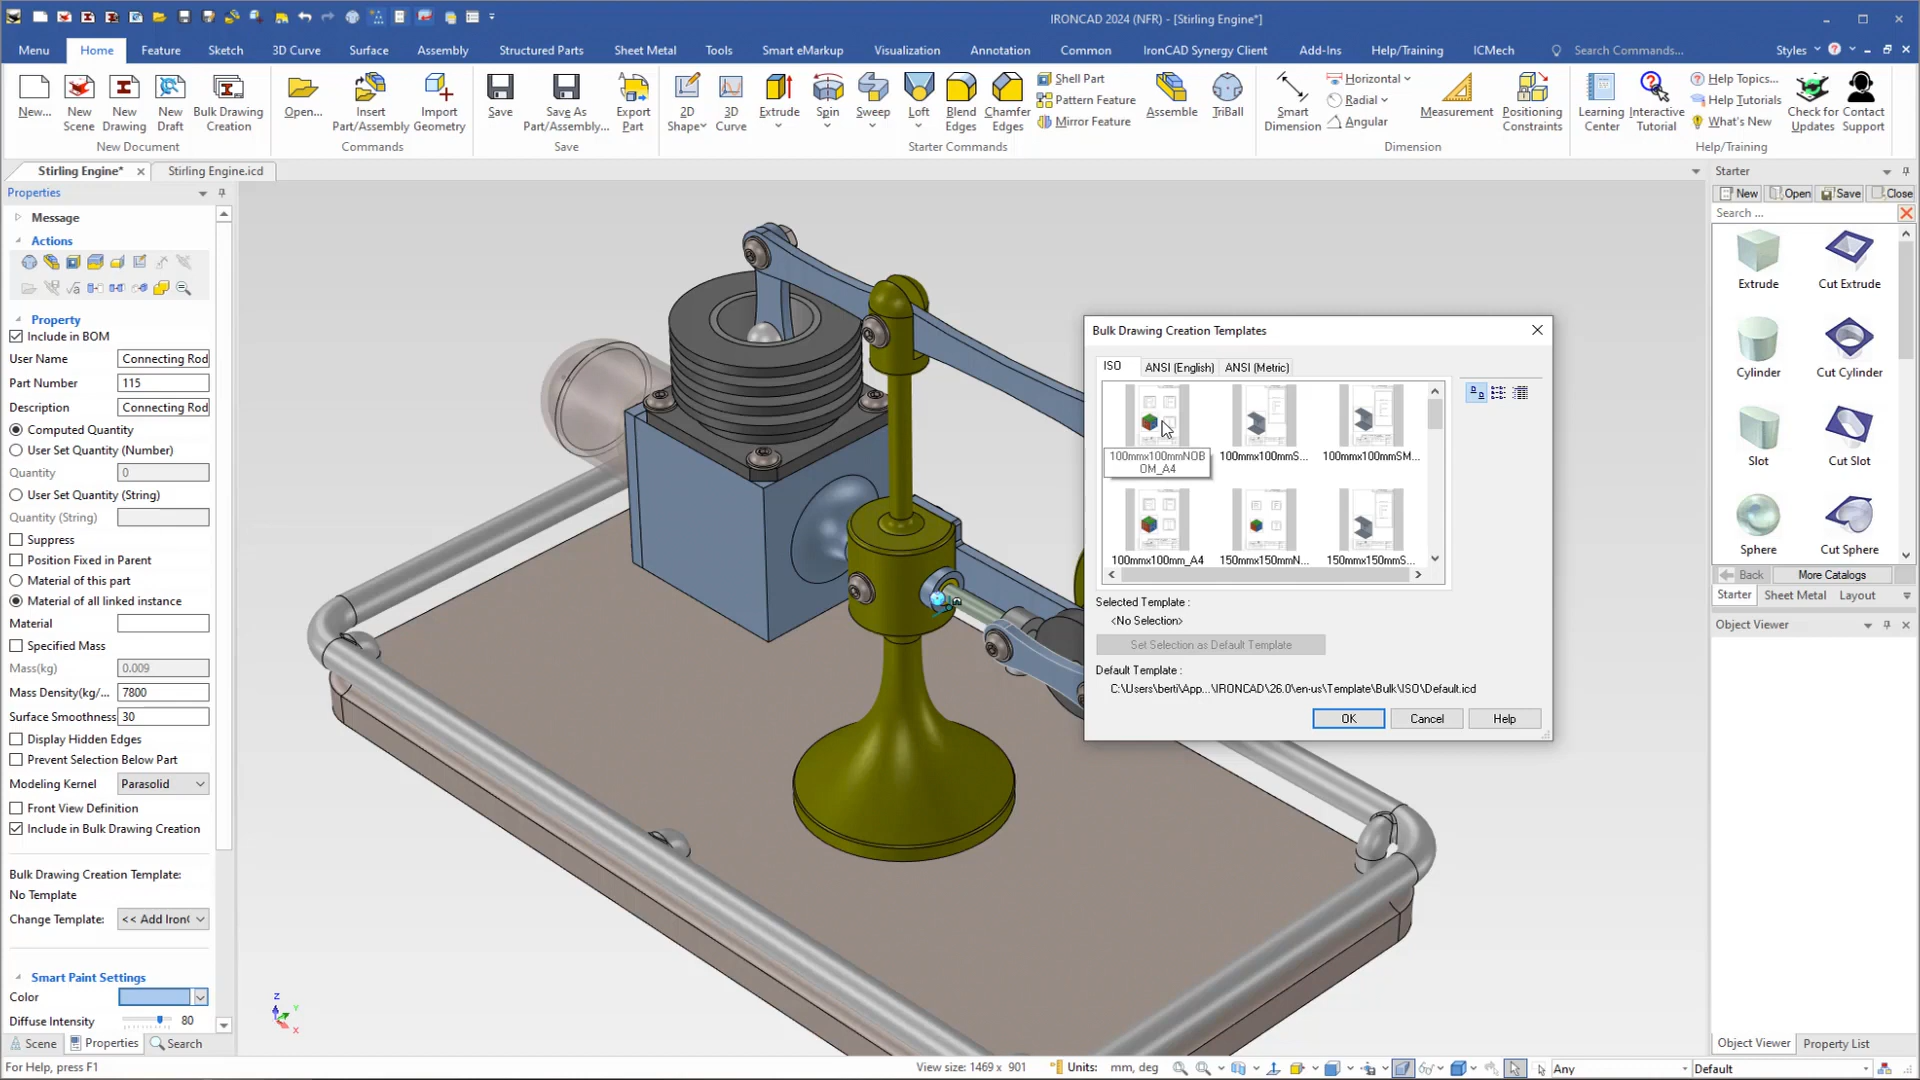 IRONCAD 2024 (NFR) - [Stirling Engine*]
Menu Home Feature Sketch 3D Curve Surface Assembly Structured Parts Sheet Metal Tools Smart eMarkup Visualization Annotation Common IronCAD Synergy Client Add-Ins Help/Training ICMech Search Commands... Styles
New... New Scene New Drawing New Draft Bulk Drawing Creation
New Document
Open... Insert Part/Assembly Import Geometry
Commands
Save Save As Part/Assembly... Export Part
Save
2D Shape 3D Curve Extrude Spin Sweep Loft Blend Edges Chamfer Edges
Shell Part
Pattern Feature
Mirror Feature
Assemble TriBall
Starter Commands
Smart Dimension
Horizontal
Radial
Angular
Measurement Positioning Constraints
Dimension
Learning Center Interactive Tutorial
Help Topics...
Help Tutorials
What's New
Check for Updates Contact Support
Help/Training
Stirling Engine* Stirling Engine.icd
Properties
Message
Actions
Property
Include in BOM
User Name Connecting Rod
Part Number 115
Description Connecting Rod
Computed Quantity
User Set Quantity (Number)
Quantity 0
User Set Quantity (String)
Quantity (String)
Suppress
Position Fixed in Parent
Material of this part
Material of all linked instance
Material
Specified Mass
Mass(kg) 0.009
Mass Density(kg/... 7800
Surface Smoothness 30
Display Hidden Edges
Prevent Selection Below Part
Modeling Kernel Parasolid
Front View Definition
Include in Bulk Drawing Creation
Bulk Drawing Creation Template:
No Template
Change Template: << Add Iron
Smart Paint Settings
Color
Diffuse Intensity 80
Scene Properties Search
Z
Y
X
Bulk Drawing Creation Templates
ISO ANSI (English) ANSI (Metric)
100mmx100mmNOB
OM_A4
100mmx100mmS... 100mmx100mmSM...
100mmx100mm_A4 150mmx150mmN... 150mmx150mmS...
Selected Template :
<No Selection>
Set Selection as Default Template
Default Template :
C:\Users\berti\App...\IRONCAD\26.0\en-us\Template\Bulk\ISO\Default.icd
OK Cancel Help
Starter
New Open Save Close
Search ...
Extrude Cut Extrude
Cylinder Cut Cylinder
Slot Cut Slot
Sphere Cut Sphere
Back More Catalogs
Starter Sheet Metal Layout
Object Viewer
Object Viewer Property List
For Help, press F1
View size: 1469 x 901
Units: mm, deg
Any
Default